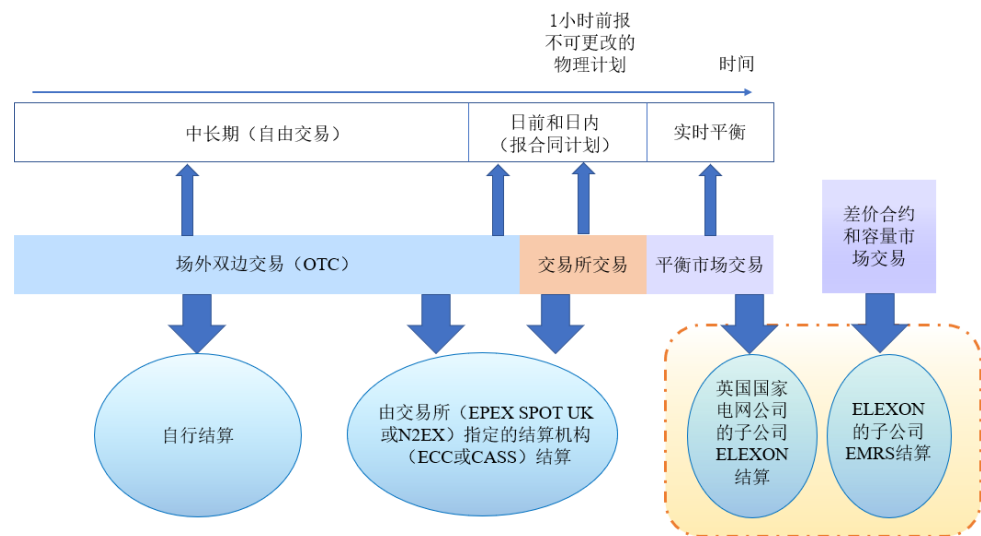 1小时前报
不可更改的
物理计划
时间
中长期（自由交易）
日前和日内
（报合同计划）
实时平衡
差价合约
和容量市
场交易
场外双边交易（OTC）
交易所交易
平衡市场交易
自行结算
由交易所（EPEX SPOT UK
或N2EX）指定的结算机构
（ECC或CASS）结算
英国国家
电网公司
的子公司
ELEXON
结算
ELEXON
的子公司
EMRS结算